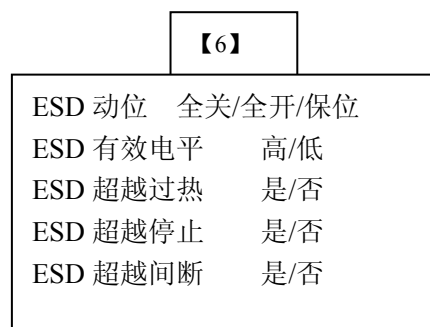 【6】
ESD 动位 全关/全开/保位
ESD 有效电平 高/低
ESD 超越过热 是/否
ESD 超越停止 是/否
ESD 超越间断 是/否